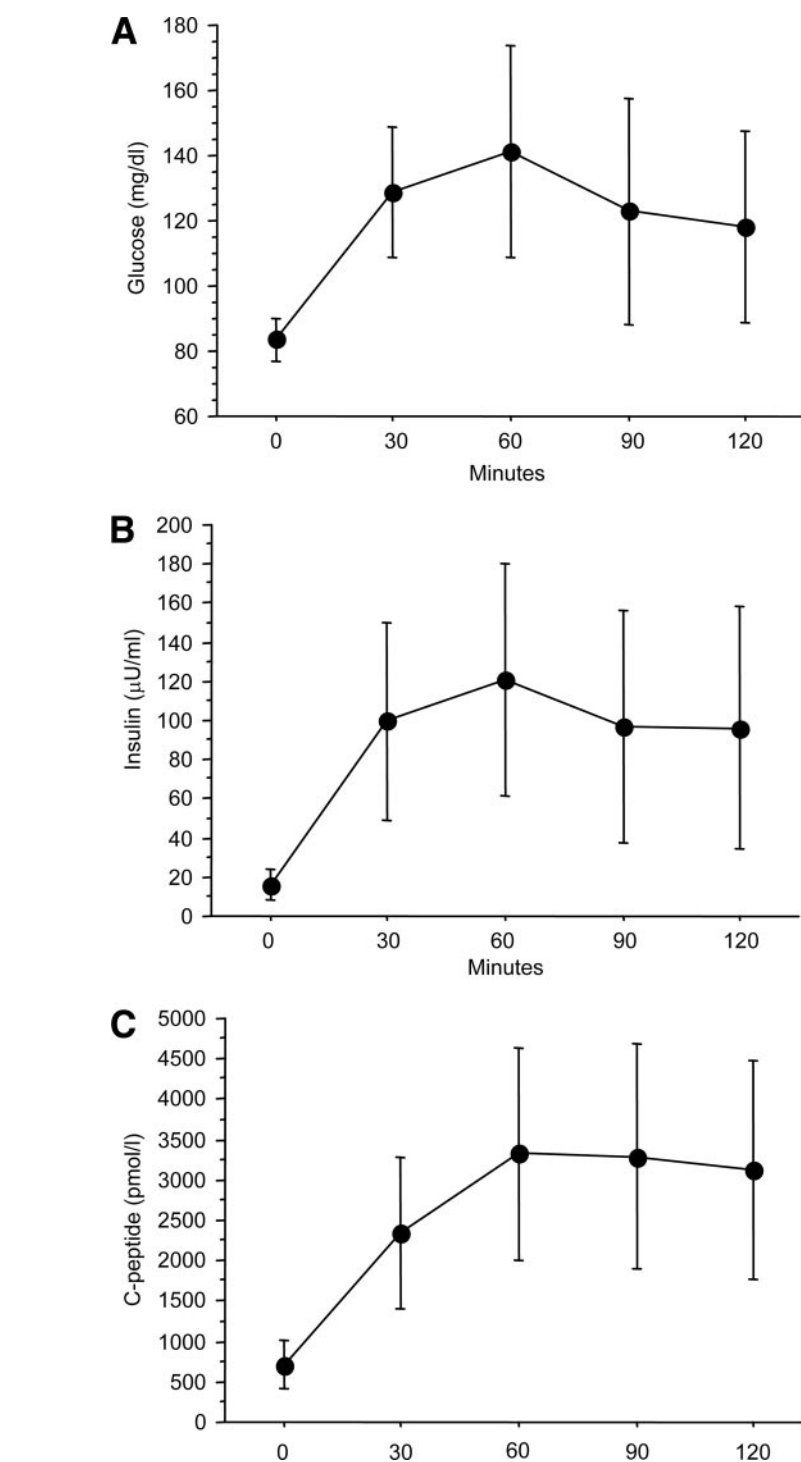 A
180
160
140
120
100
80
60
Glucose (mg/dl)
0 30 60 90 120
Minutes
B
200
180
160
140
120
100
80
60
40
20
0
Insulin (μU/ml)
0 30 60 90 120
Minutes
C
5000
4500
4000
3500
3000
2500
2000
1500
1000
500
0
C-peptide (pmol/l)
0 30 60 90 120